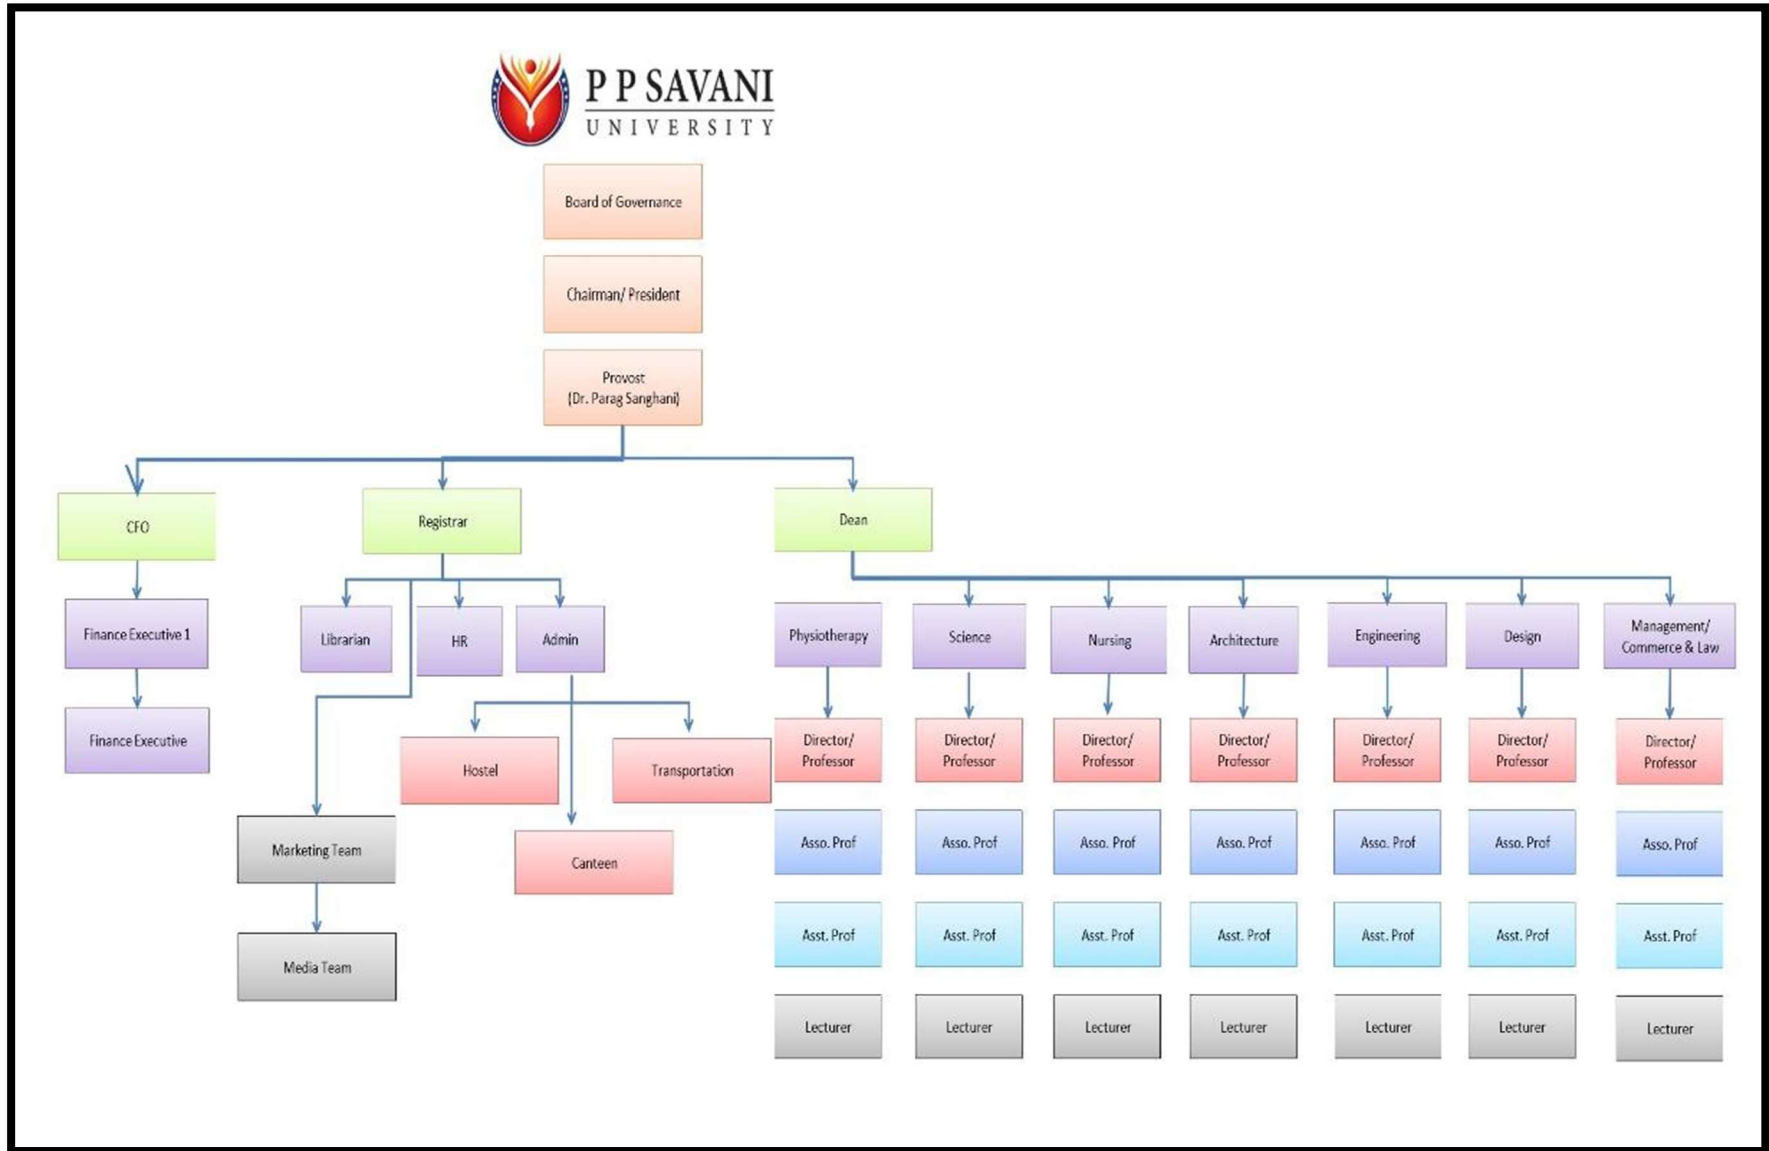 P P SAVANI
UNIVERSITY
Board of Governance
Chairman/ President
Provost
(Dr. Parag Sanghani)
CFO
Registrar
Dean
Finance Executive 1
Finance Executive
Librarian
HR
Admin
Hostel
Transportation
Canteen
Marketing Team
Media Team
Physiotherapy
Science
Nursing
Architecture
Engineering
Design
Management/
Commerce & Law
Director/
Professor
Director/
Professor
Director/
Professor
Director/
Professor
Director/
Professor
Director/
Professor
Director/
Professor
Asso. Prof
Asso. Prof
Asso. Prof
Asso. Prof
Asso. Prof
Asso. Prof
Asso. Prof
Asst. Prof
Asst. Prof
Asst. Prof
Asst. Prof
Asst. Prof
Asst. Prof
Asst. Prof
Lecturer
Lecturer
Lecturer
Lecturer
Lecturer
Lecturer
Lecturer